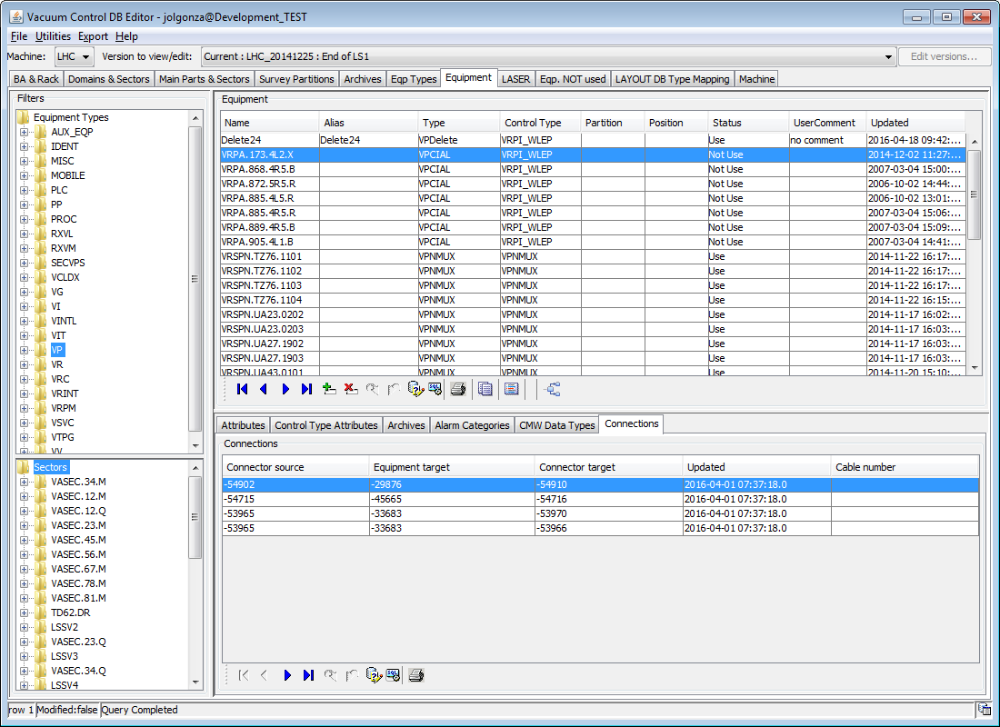 Vacuum Control DB Editor - jolgonza@Development_TEST
File Utilities Export Help
Machine: LHC Version to view/edit: Current : LHC_20141225 : End of LS1 Edit versions...
BA & Rack Domains & Sectors Main Parts & Sectors Survey Partitions Archives Eqp Types Equipment LASER Eqp. NOT used LAYOUT DB Type Mapping Machine
Filters
Equipment Types
AUX_EQP
IDENT
MISC
MOBILE
PLC
PP
PROC
RXVL
RXVM
SECVPS
VCLDX
VG
VI
VINTL
VIT
VP
VR
VRC
VRINT
VRPM
VSVC
VTPG
VV
Sectors
VASEC.34.M
VASEC.12.M
VASEC.12.Q
VASEC.23.M
VASEC.45.M
VASEC.56.M
VASEC.67.M
VASEC.78.M
VASEC.81.M
TD62.DR
LSSV2
VASEC.23.Q
LSSV3
VASEC.34.Q
LSSV4
Equipment
Name Alias Type Control Type Partition Position Status UserComment Updated
Delete24 Delete24 VPDelete VRPI_WLEP Use no comment 2016-04-18 09:42:...
VRPA.173.4L2.X VPCIAL VRPI_WLEP Not Use 2014-12-02 11:27:...
VRPA.868.4R5.B VPCIAL VRPI_WLEP Not Use 2007-03-04 15:00:...
VRPA.872.5R5.R VPCIAL VRPI_WLEP Not Use 2006-10-02 14:44:...
VRPA.885.4L5.R VPCIAL VRPI_WLEP Not Use 2006-10-02 13:01:...
VRPA.885.4R5.R VPCIAL VRPI_WLEP Not Use 2007-03-04 15:06:...
VRPA.889.4R5.B VPCIAL VRPI_WLEP Not Use 2007-03-04 15:09:...
VRPA.905.4L1.B VPCIAL VRPI_WLEP Not Use 2007-03-04 14:41:...
VRSPN.TZ76.1101 VPNMUX VPNMUX Use 2014-11-22 16:17:...
VRSPN.TZ76.1102 VPNMUX VPNMUX Use 2014-11-22 16:17:...
VRSPN.TZ76.1103 VPNMUX VPNMUX Use 2014-11-22 16:17:...
VRSPN.TZ76.1104 VPNMUX VPNMUX Use 2014-11-22 16:15:...
VRSPN.UA23.0202 VPNMUX VPNMUX Use 2014-11-17 16:02:...
VRSPN.UA23.0203 VPNMUX VPNMUX Use 2014-11-17 16:03:...
VRSPN.UA27.1902 VPNMUX VPNMUX Use 2014-11-17 16:03:...
VRSPN.UA27.1903 VPNMUX VPNMUX Use 2014-11-17 16:03:...
VRSPN.UA43.0101 VPNMUX VPNMUX Use 2014-11-20 15:10:...
SQL
Attributes Control Type Attributes Archives Alarm Categories CMW Data Types Connections
Connections
Connector source Equipment target Connector target Updated Cable number
-54902 -29876 -54910 2016-04-01 07:37:18.0
-54715 -45665 -54716 2016-04-01 07:37:18.0
-53965 -33683 -53970 2016-04-01 07:37:18.0
-53965 -33683 -53966 2016-04-01 07:37:18.0
SQL
row 1 Modified:false Query Completed